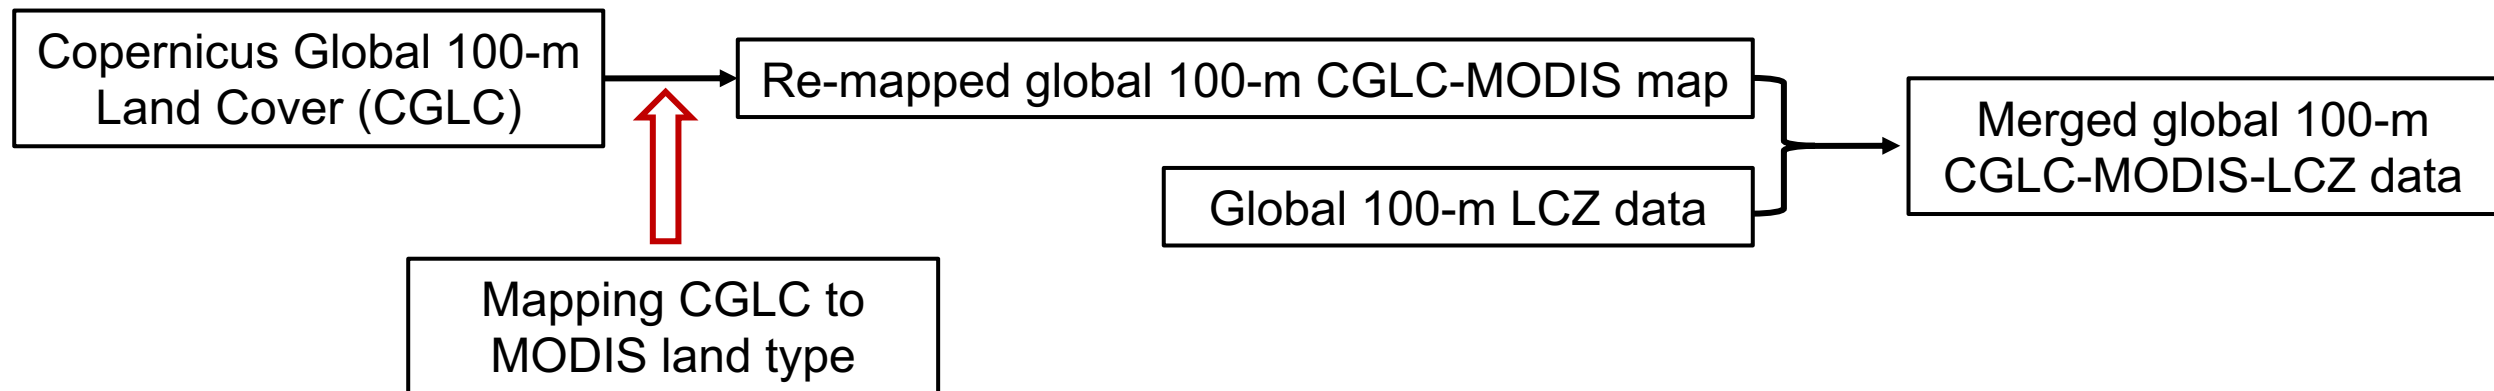 Copernicus Global 100-m
Land Cover (CGLC)
Re-mapped global 100-m CGLC-MODIS map
Global 100-m LCZ data
Merged global 100-m
CGLC-MODIS-LCZ data
Mapping CGLC to
MODIS land type